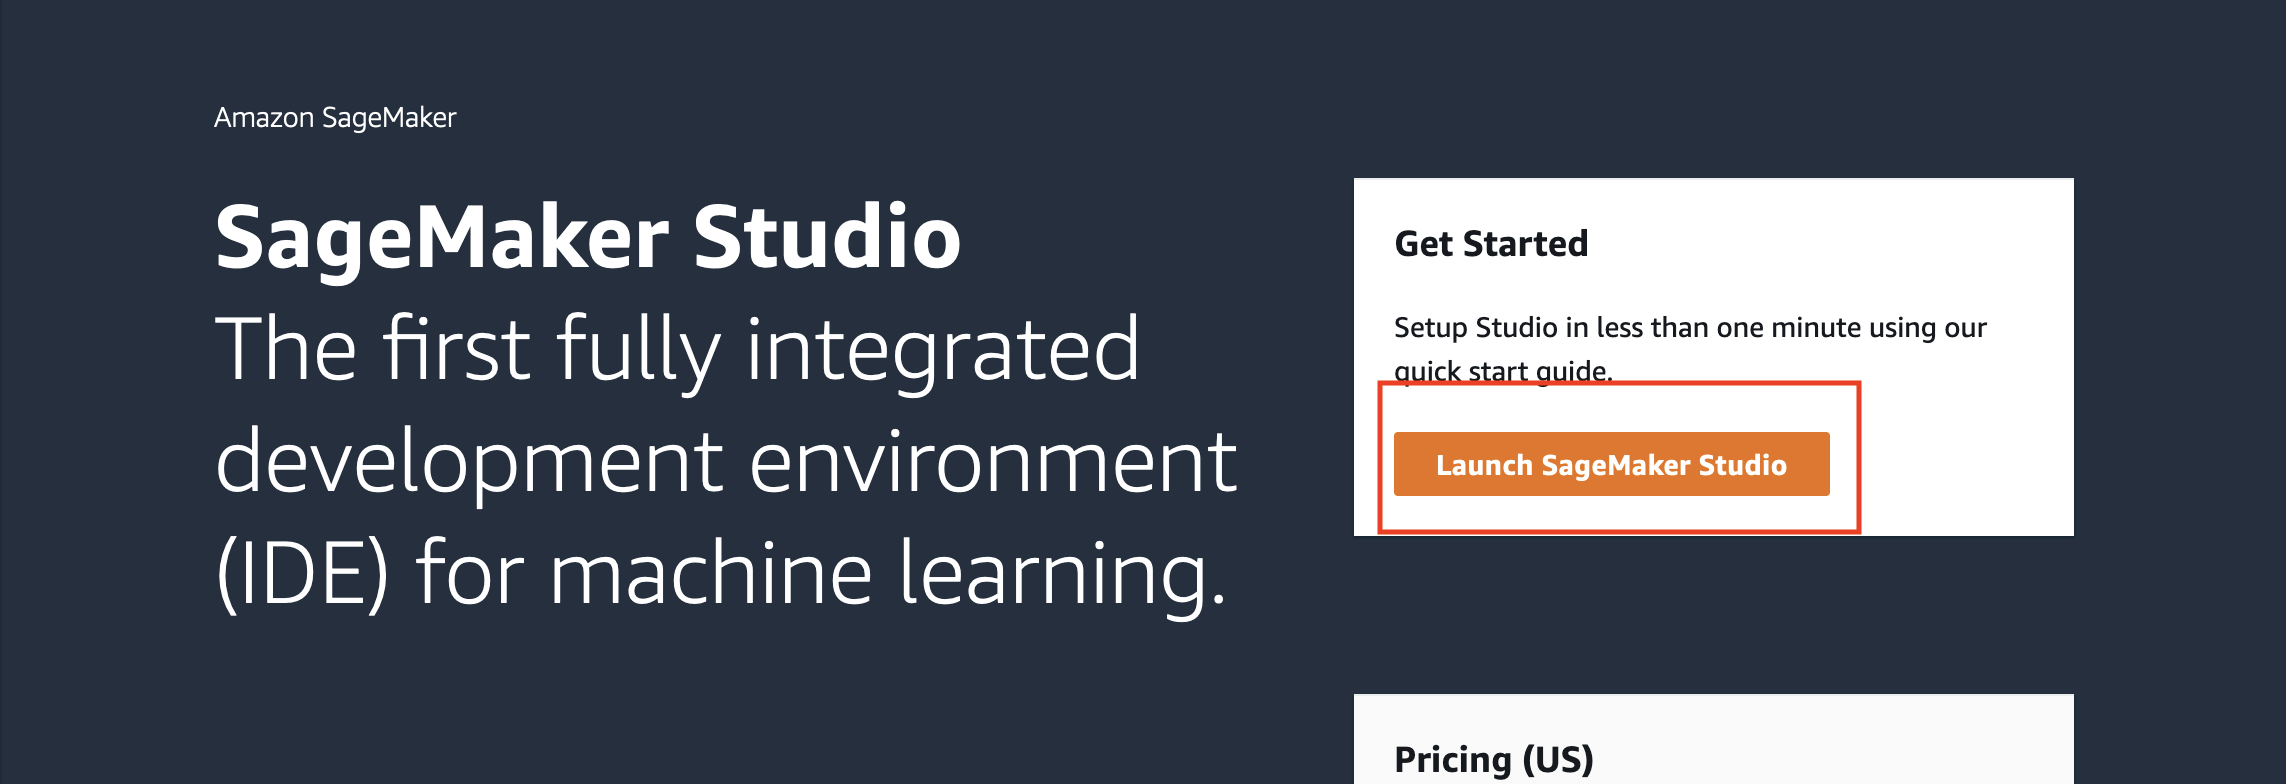 Amazon SageMaker
SageMaker Studio
The first fully integrated
development environment
(IDE) for machine learning.
Get Started
Setup Studio in less than one minute using our
quick start guide.
Launch SageMaker Studio
Pricing (US)